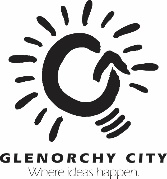 GLENORCHY CITY
Where ideas happen.